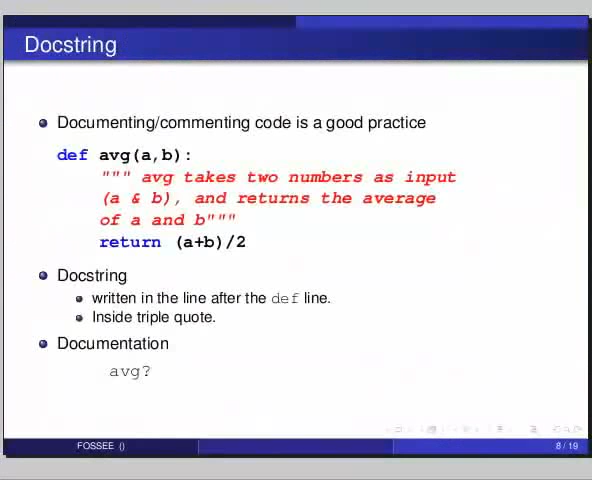 Docstring
Documenting/commenting code is a good practice
def avg(a,b):
""" avg takes two numbers as input
(a & b), and returns the average
of a and b"""
return (a+b)/2
Docstring
written in the line after the def line.
Inside triple quote.
Documentation
avg?
FOSSEE ()
8 / 19